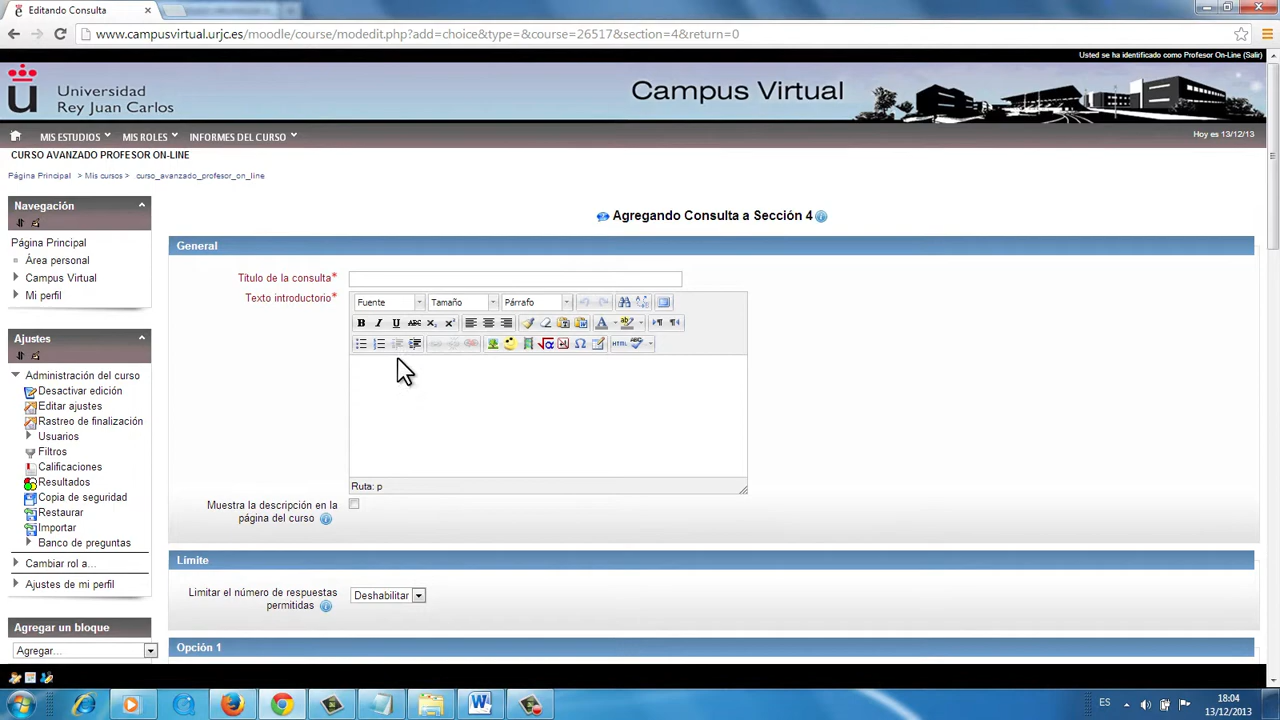 Editando Consulta
www.campusvirtual.urjc.es/moodle/course/modedit.php?add=choice&type=&course=26517&section=4&return=0
Usted se ha identificado como Profesor On-Line (Salir)
Universidad
Rey Juan Carlos
Campus Virtual
MIS ESTUDIOS
MIS ROLES
INFORMES DEL CURSO
Hoy es 13/12/13
CURSO AVANZADO PROFESOR ON-LINE
Página Principal > Mis cursos > curso_avanzado_profesor_on_line
Navegación
Página Principal
Área personal
Campus Virtual
Mi perfil
Ajustes
Administración del curso
Desactivar edición
Editar ajustes
Rastreo de finalización
Usuarios
Filtros
Calificaciones
Resultados
Copia de seguridad
Restaurar
Importar
Banco de preguntas
Cambiar rol a...
Ajustes de mi perfil
Agregar un bloque
Agregar...
Agregando Consulta a Sección 4
General
Título de la consulta*
Texto introductorio*
Fuente
Tamaño
Párrafo
Ruta: p
Muestra la descripción en la
página del curso
Límite
Limitar el número de respuestas
permitidas
Deshabilitar
Opción 1
ES
18:04
13/12/2013